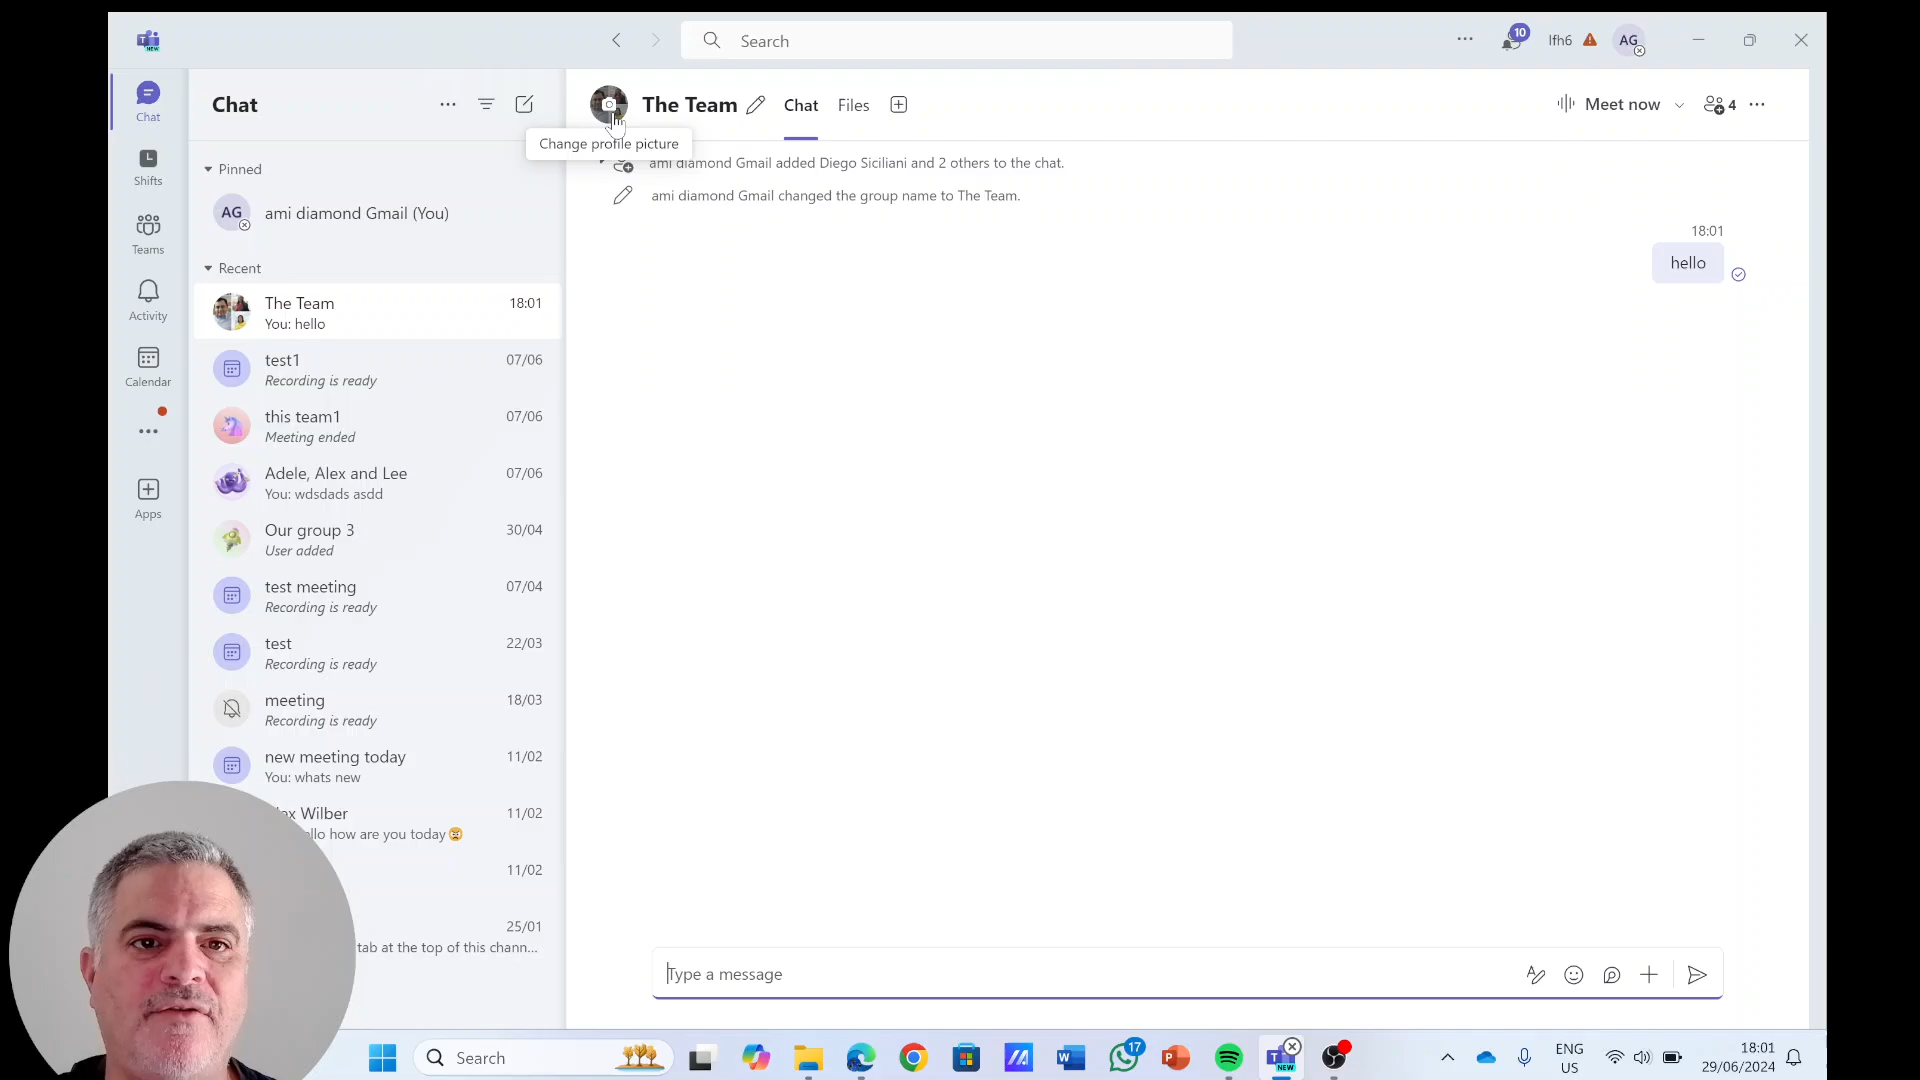 Search
10
lfh6
AG
Chat
Shifts
Teams
Activity
Calendar
Apps
Chat
Pinned
AG
ami diamond Gmail (You)
Recent
The Team 18:01
You: hello
test1 07/06
Recording is ready
this team1 07/06
Meeting ended
Adele, Alex and Lee 07/06
You: wdsdads asdd
Our group 3 30/04
User added
test meeting 07/04
Recording is ready
test 22/03
Recording is ready
meeting 18/03
Recording is ready
new meeting today 11/02
You: whats new
Wilber 11/02
how are you today
11/02
25/01
tab at the top of this chann...
The Team
Chat
Files
Meet now
4
Change profile picture
ami diamond Gmail added Diego Siciliani and 2 others to the chat.
ami diamond Gmail changed the group name to The Team.
18:01
hello
Type a message
Search
17
NEW
ENG
US
18:01
29/06/2024